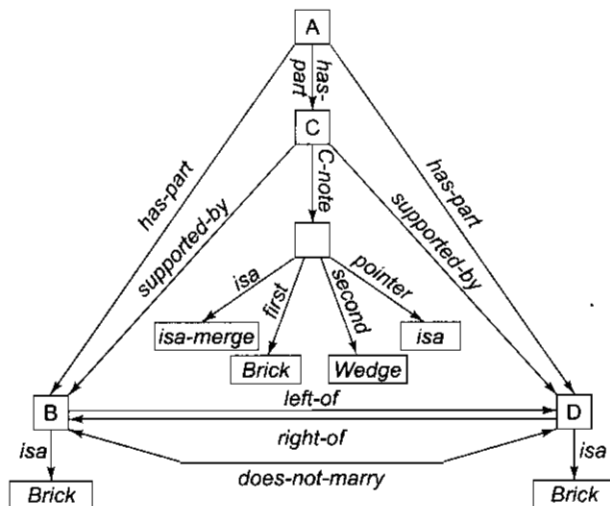 A
has-part
C
has-part
has-part
supported-by
C-note
supported-by
isa
first
second
pointer
isa-merge
Brick
Wedge
isa
B
left-of
D
right-of
isa
does-not-marry
isa
Brick
Brick